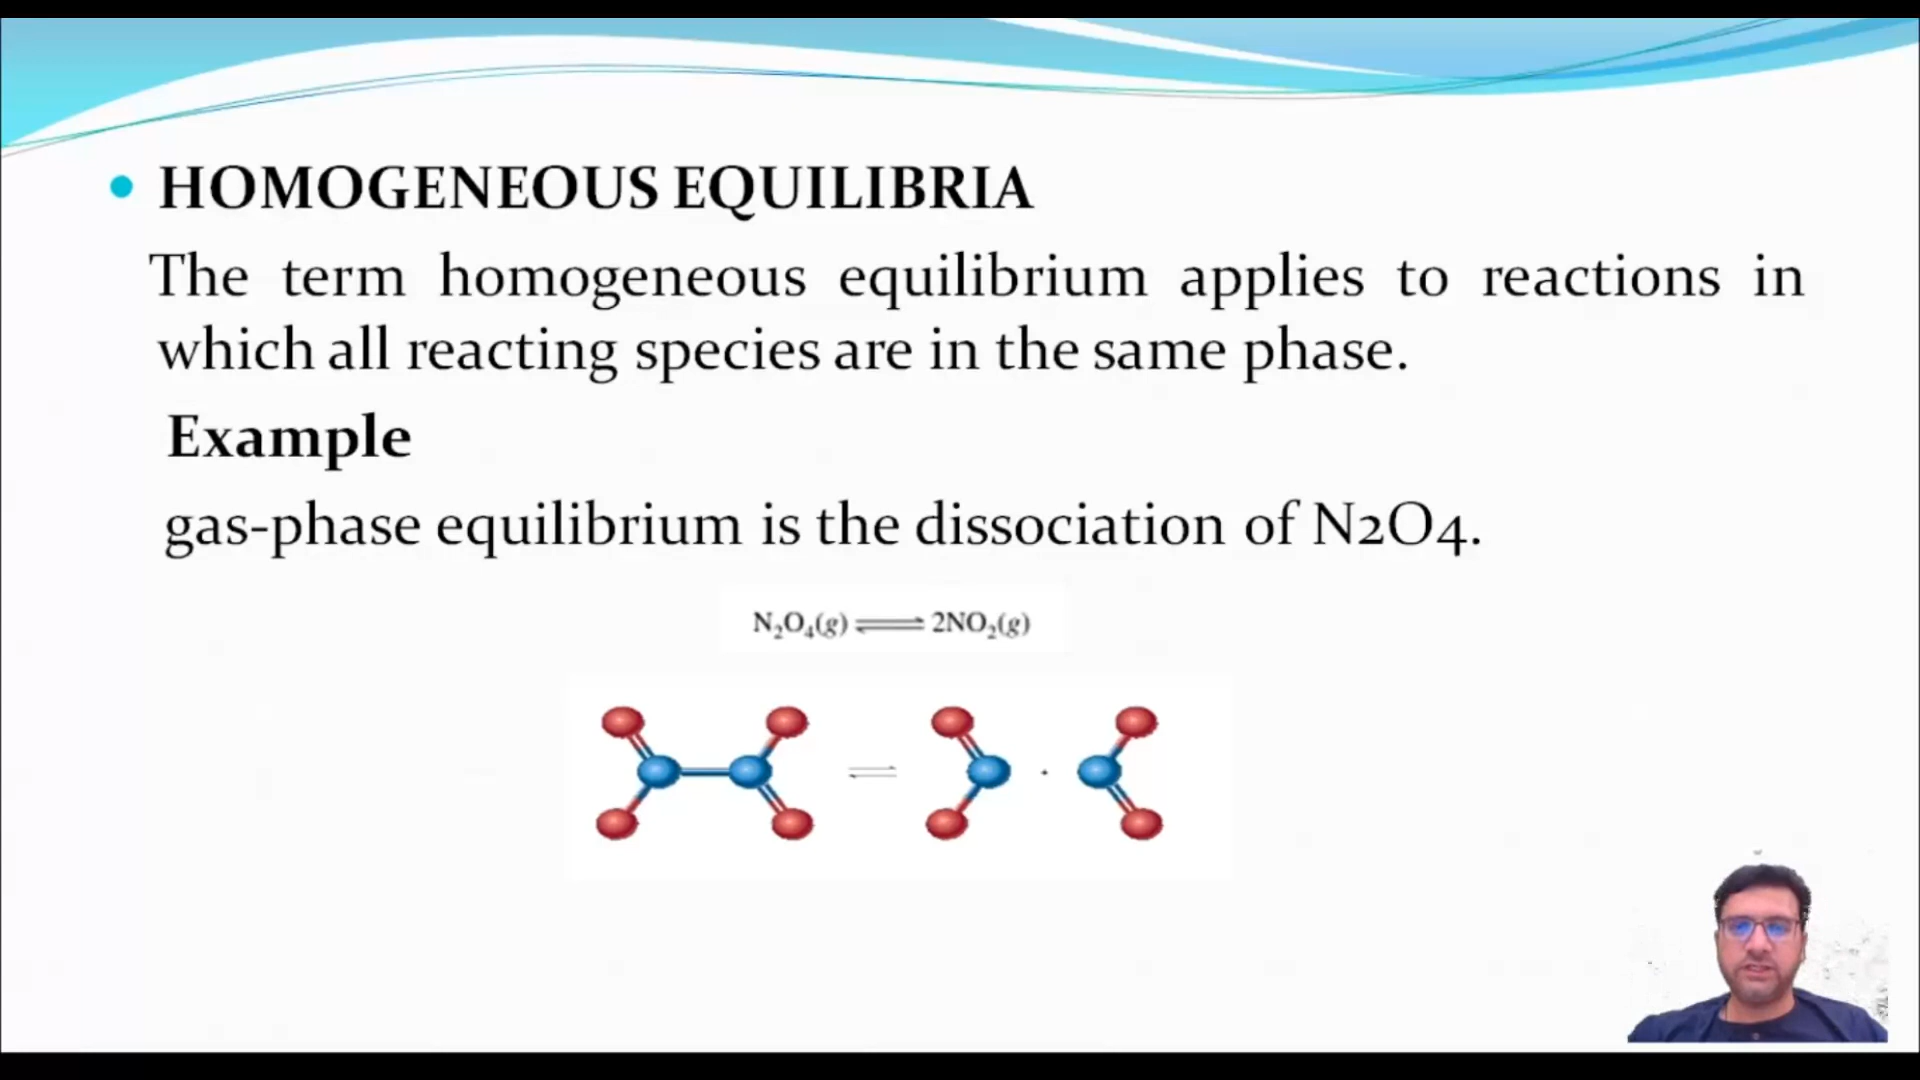 • HOMOGENEOUS EQUILIBRIA
The term homogeneous equilibrium applies to reactions in
which all reacting species are in the same phase.
Example
gas-phase equilibrium is the dissociation of N2O4.
N₂O₄(g) ⇌ 2NO₂(g)